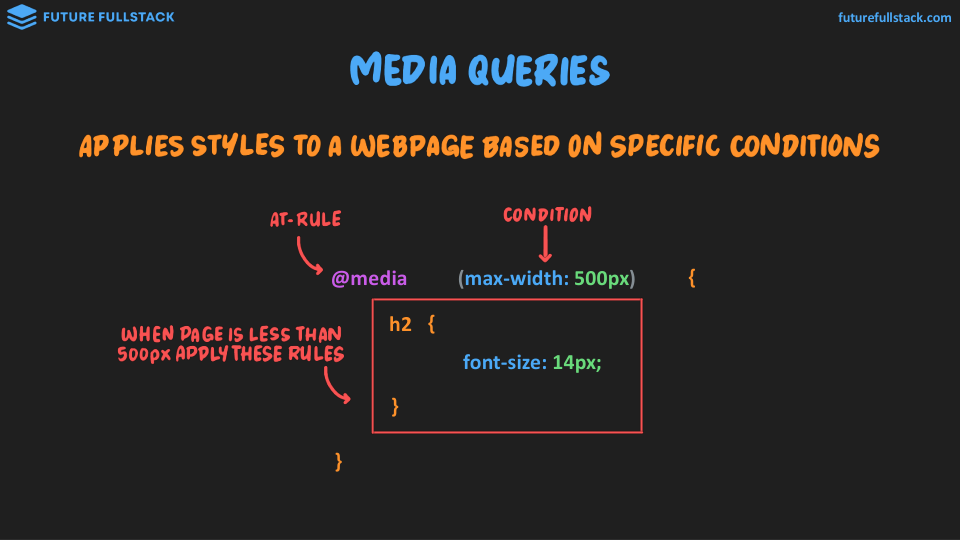 FUTURE FULLSTACK
futurefullstack.com
MEDIA QUERIES
APPLIES STYLES TO A WEBPAGE BASED ON SPECIFIC CONDITIONS
AT-RULE
CONDITION
@media (max-width: 500px) {
h2 {
WHEN PAGE IS LESS THAN
500px APPLY THESE RULES
font-size: 14px;
}
}